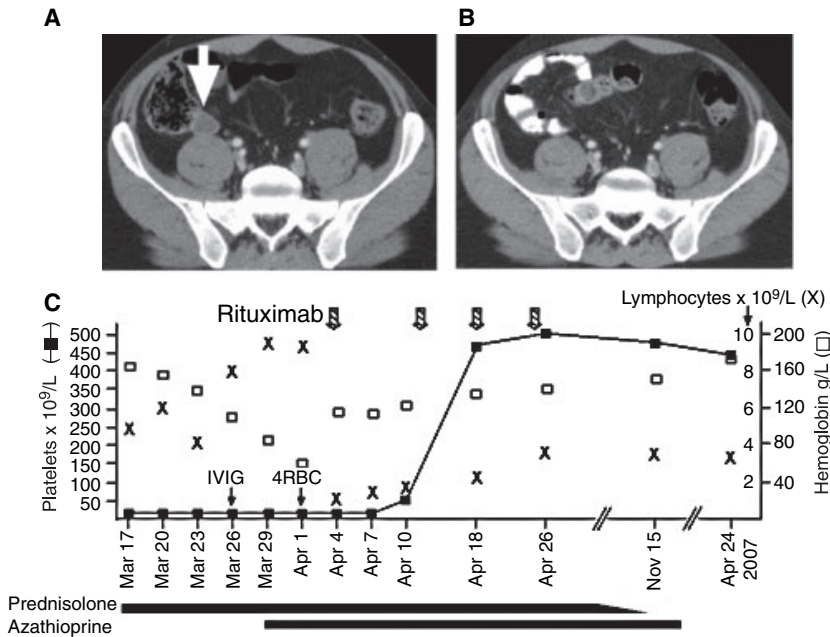 A
B
C
Rituximab
Lymphocytes x 10⁹/L (X)
Platelets x 10⁹/L (■)
500
450
400
350
300
250
200
150
100
50
IVIG
4RBC
10
8
6
4
2
200
160
120
80
40
Hemoglobin g/L (□)
Mar 17
Mar 20
Mar 23
Mar 26
Mar 29
Apr 1
Apr 4
Apr 7
Apr 10
Apr 18
Apr 26
Nov 15
Apr 24
2007
Prednisolone
Azathioprine